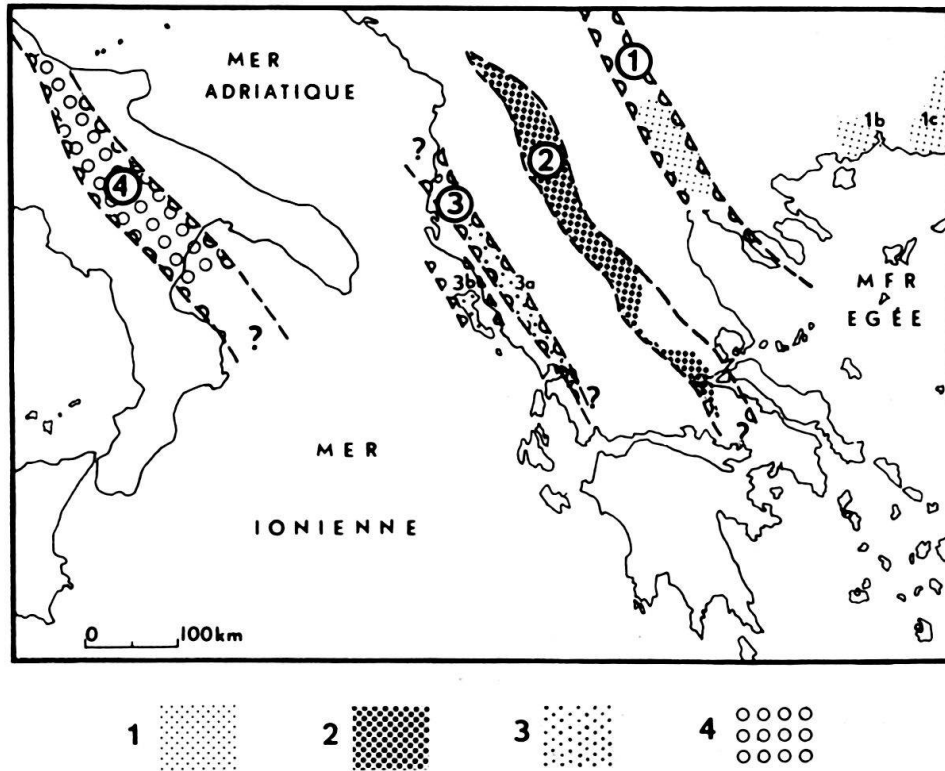 MER
ADRIATIQUE
1
1b
1c
?
2
4
3
3b
3a
MFR
EGÉE
?
?
?
MER
IONIENNE
0 100km
1 2 3 4